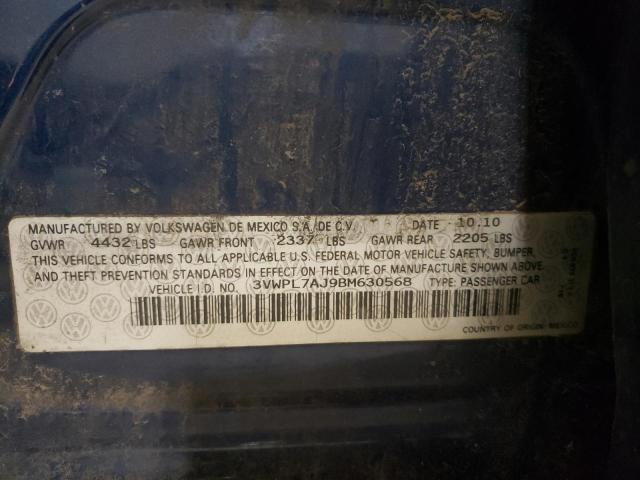 MANUFACTURED BY VOLKSWAGEN DE MEXICO S.A. DE C.V. DATE 10.10
GVWR 4432 LBS GAWR FRONT 2337 LBS GAWR REAR 2205 LBS
THIS VEHICLE CONFORMS TO ALL APPLICABLE U.S. FEDERAL MOTOR VEHICLE SAFETY, BUMPER,
AND THEFT PREVENTION STANDARDS IN EFFECT ON THE DATE OF MANUFACTURE SHOWN ABOVE.
VEHICLE I.D. NO. 3VWPL7AJ9BM630568 TYPE: PASSENGER CAR
COUNTRY OF ORIGIN: MEXICO